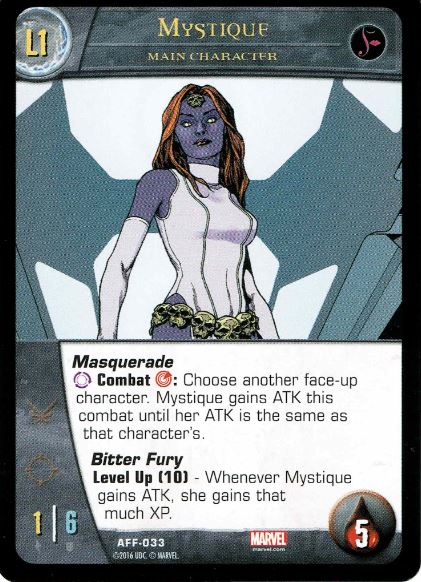 L1
Mystique
Main Character
Masquerade
Combat : Choose another face-up
character. Mystique gains ATK this
combat until her ATK is the same as
that character's.
Bitter Fury
Level Up (10) - Whenever Mystique
gains ATK, she gains that
much XP.
1 6
5
AFF-033
©2016 UDC. © MARVEL.
MARVEL
marvel.com